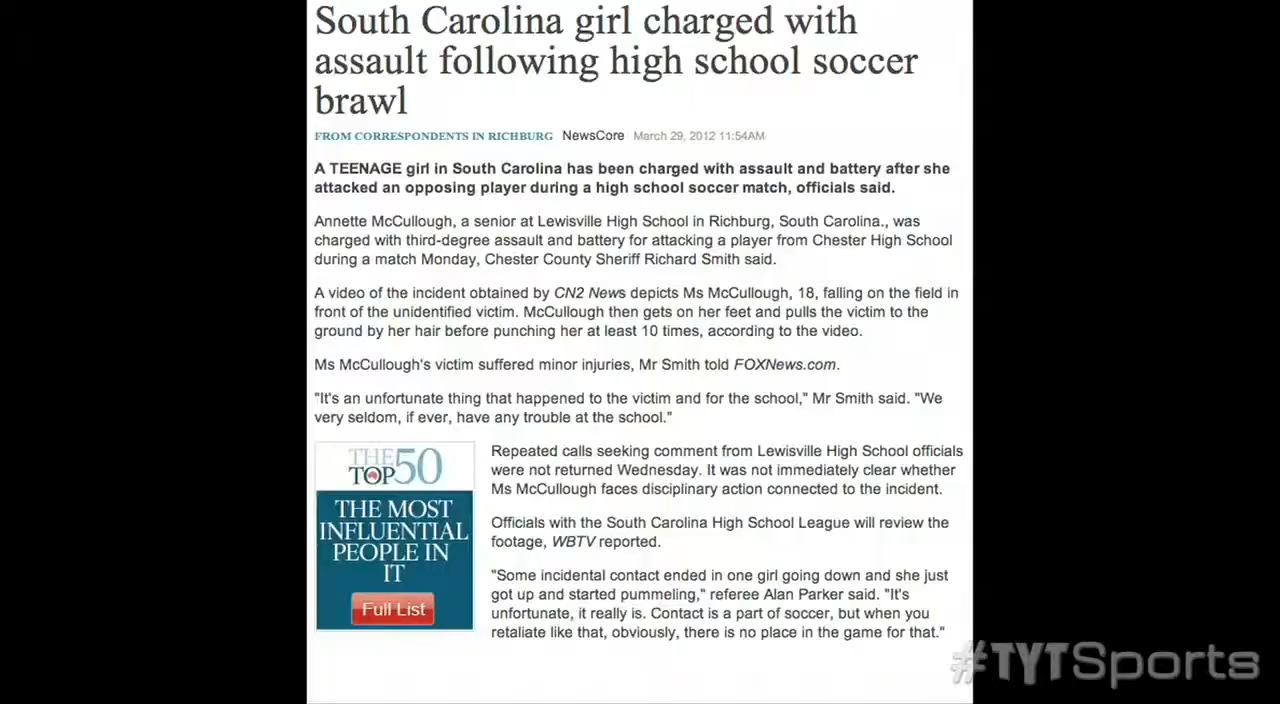 South Carolina girl charged with
assault following high school soccer
brawl
FROM CORRESPONDENTS IN RICHBURG NewsCore March 29, 2012 11:54AM
A TEENAGE girl in South Carolina has been charged with assault and battery after she
attacked an opposing player during a high school soccer match, officials said.
Annette McCullough, a senior at Lewisville High School in Richburg, South Carolina., was
charged with third-degree assault and battery for attacking a player from Chester High School
during a match Monday, Chester County Sheriff Richard Smith said.
A video of the incident obtained by CN2 News depicts Ms McCullough, 18, falling on the field in
front of the unidentified victim. McCullough then gets on her feet and pulls the victim to the
ground by her hair before punching her at least 10 times, according to the video.
Ms McCullough's victim suffered minor injuries, Mr Smith told FOXNews.com.
"It's an unfortunate thing that happened to the victim and for the school," Mr Smith said. "We
very seldom, if ever, have any trouble at the school."
THE
TOP50
THE MOST
INFLUENTIAL
PEOPLE IN
IT
Full List
Repeated calls seeking comment from Lewisville High School officials
were not returned Wednesday. It was not immediately clear whether
Ms McCullough faces disciplinary action connected to the incident.
Officials with the South Carolina High School League will review the
footage, WBTV reported.
"Some incidental contact ended in one girl going down and she just
got up and started pummeling," referee Alan Parker said. "It's
unfortunate, it really is. Contact is a part of soccer, but when you
retaliate like that, obviously, there is no place in the game for that."
#TYTSports